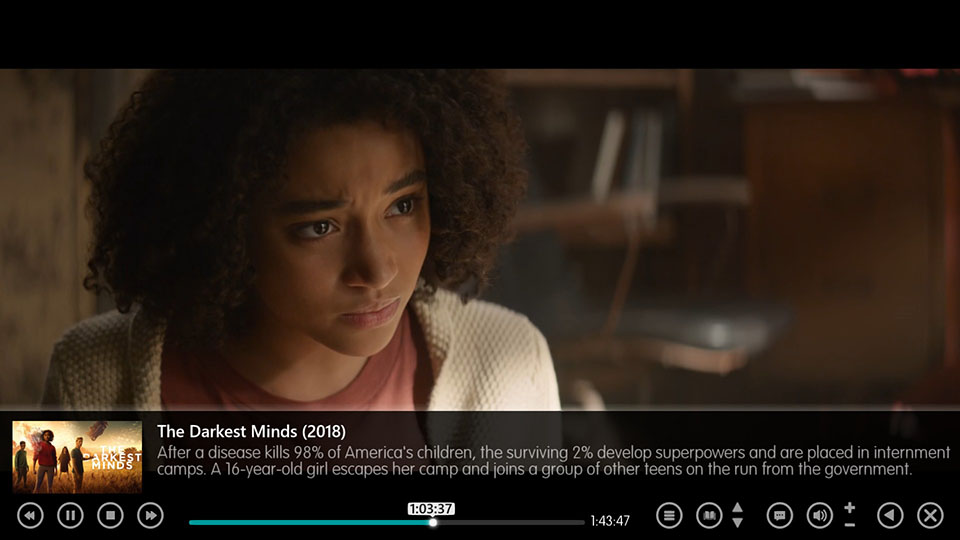 The Darkest Minds (2018)
After a disease kills 98% of America's children, the surviving 2% develop superpowers and are placed in internment
camps. A 16-year-old girl escapes her camp and joins a group of other teens on the run from the government.
THE
DARKEST
MINDS
1:03:37
1:43:47